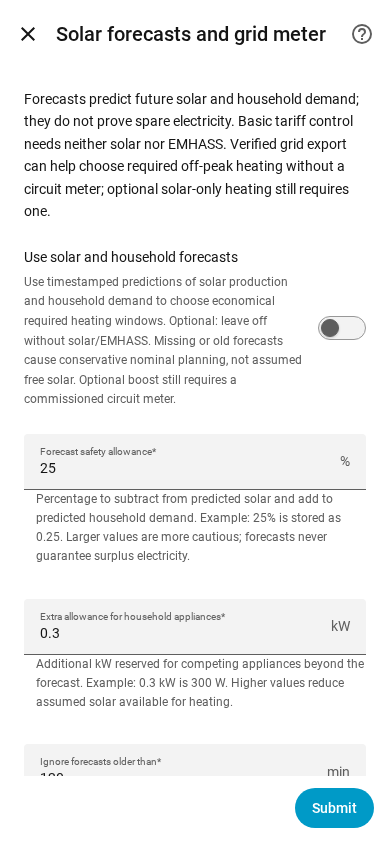 Solar forecasts and grid meter
Forecasts predict future solar and household demand;
they do not prove spare electricity. Basic tariff control
needs neither solar nor EMHASS. Verified grid export
can help choose required off-peak heating without a
circuit meter; optional solar-only heating still requires
one.
Use solar and household forecasts
Use timestamped predictions of solar production
and household demand to choose economical
required heating windows. Optional: leave off
without solar/EMHASS. Missing or old forecasts
cause conservative nominal planning, not assumed
free solar. Optional boost still requires a
commissioned circuit meter.
Forecast safety allowance*
25
%
Percentage to subtract from predicted solar and add to
predicted household demand. Example: 25% is stored as
0.25. Larger values are more cautious; forecasts never
guarantee surplus electricity.
Extra allowance for household appliances*
0.3
kW
Additional kW reserved for competing appliances beyond the
forecast. Example: 0.3 kW is 300 W. Higher values reduce
assumed solar available for heating.
Ignore forecasts older than*
min
Submit